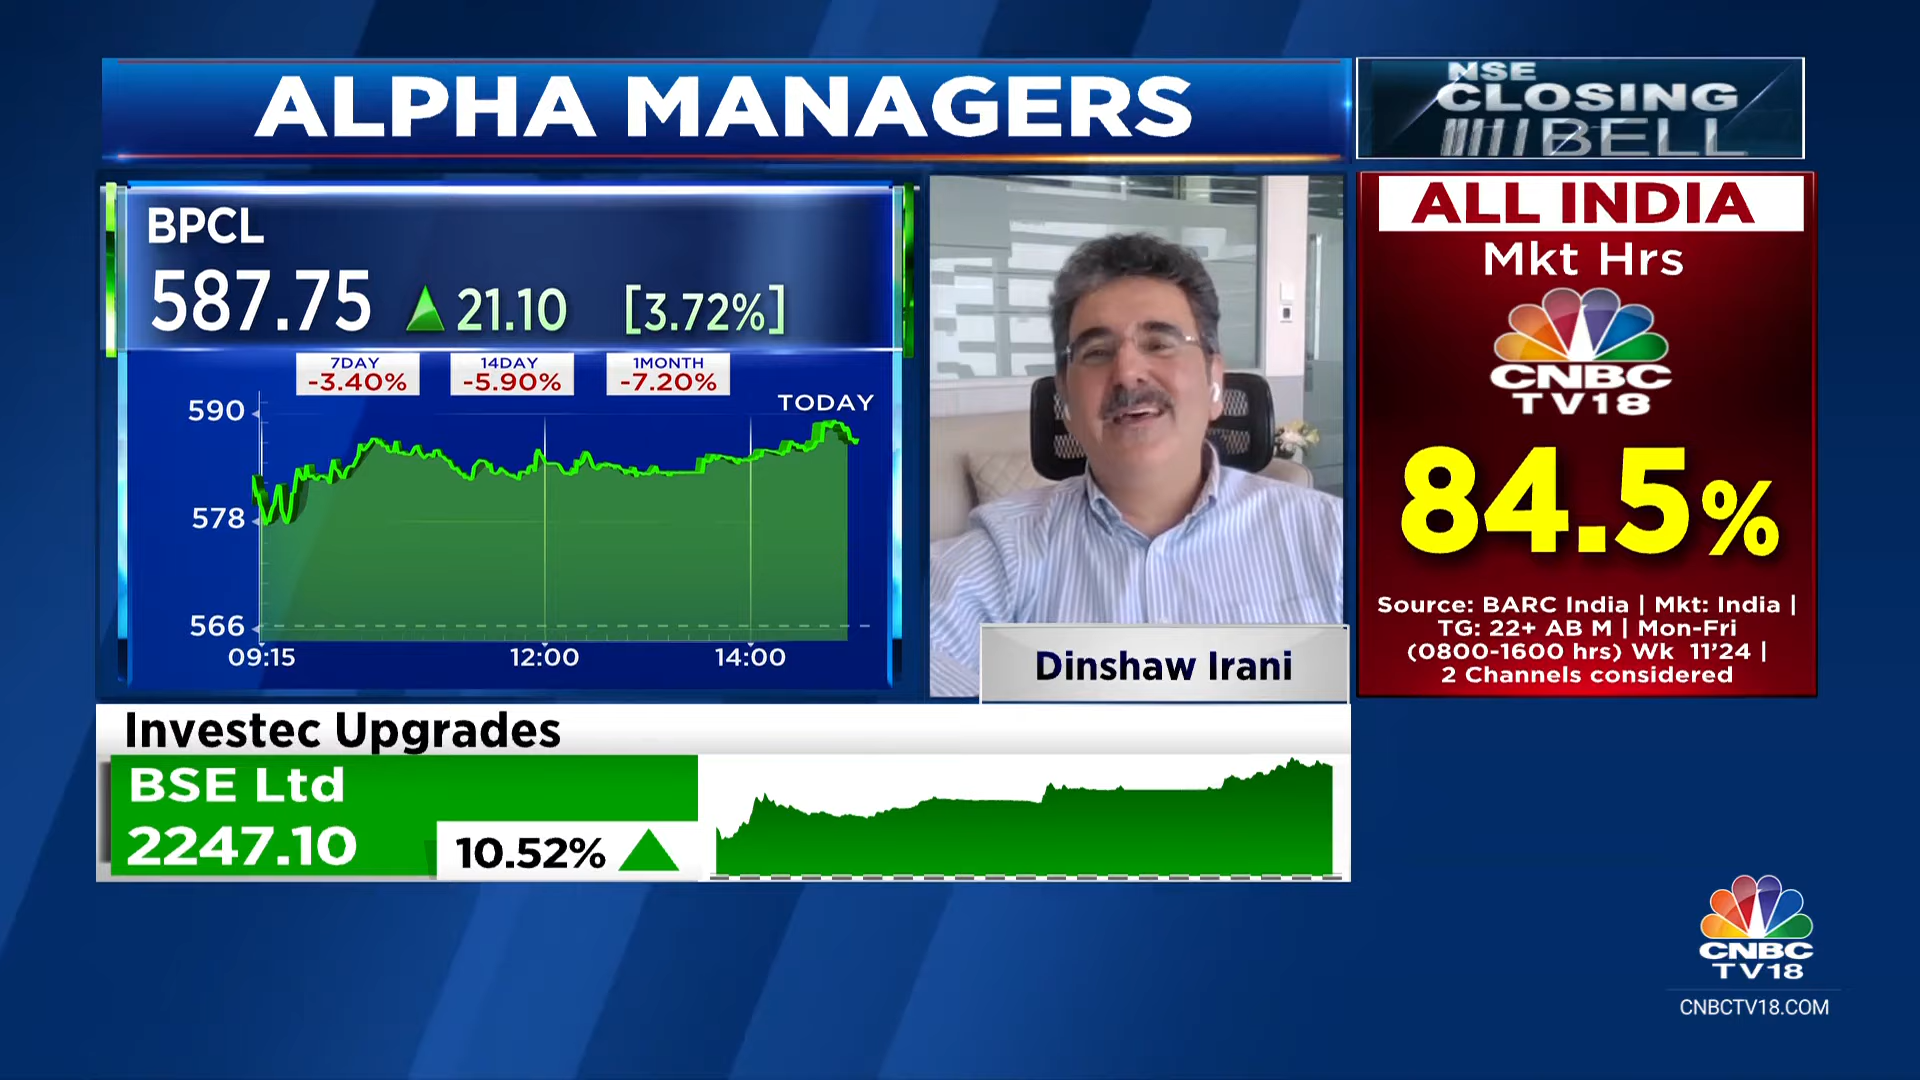 ALPHA MANAGERS
NSE
CLOSING
BELL
BPCL
587.75 ▲ 21.10 [3.72%]
7DAY
-3.40%
14DAY
-5.90%
1MONTH
-7.20%
TODAY
590
578
566
09:15 12:00 14:00
Dinshaw Irani
ALL INDIA
Mkt Hrs
CNBC
TV18
84.5%
Source: BARC India | Mkt: India |
TG: 22+ AB M | Mon-Fri
(0800-1600 hrs) Wk 11'24 |
2 Channels considered
Investec Upgrades
BSE Ltd
2247.10
10.52% ▲
CNBC
TV18
CNBCTV18.COM